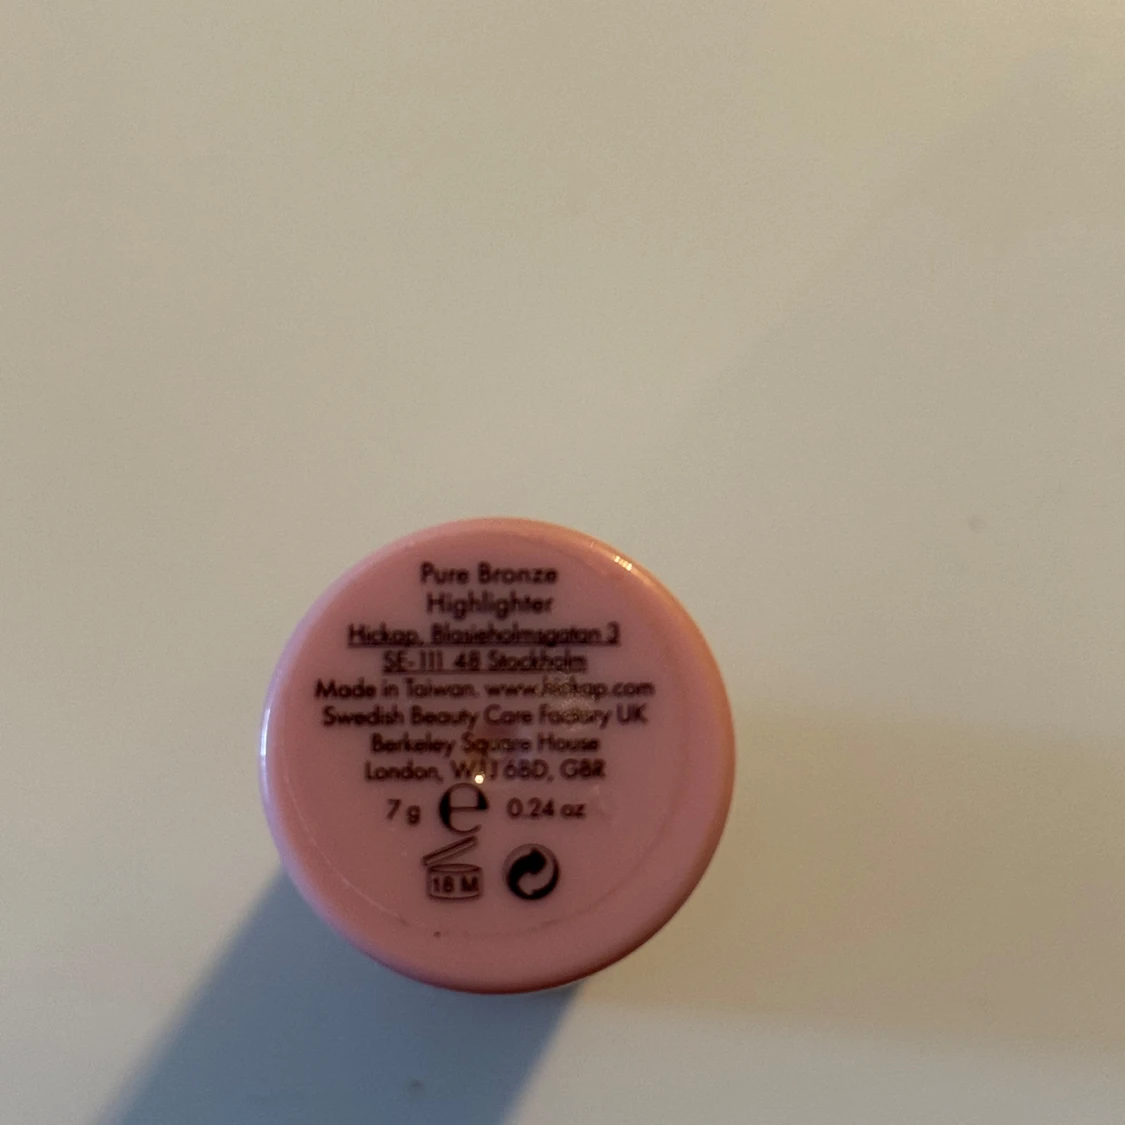 Pure Bronze
Highlighter
Hickap, Blasieholmsgatan 3
SE-111 48 Stockholm
Made in Taiwan. www.hickap.com
Swedish Beauty Care Factory UK
Berkeley Square House
London, W1J 6BD, GBR
7 g e 0.24 oz
18 M